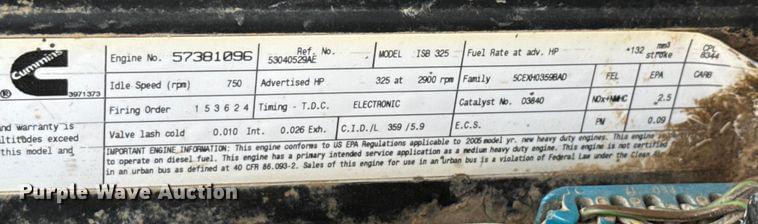 Cummins
®
3971373
Engine No. 57381096 Ref. No. 53040529AE MODEL ISB 325 Fuel Rate at adv. HP *132 mm3 stroke CPL 8344
Idle Speed (rpm) 750 Advertised HP 325 at 2900 rpm Family 5CEXH0359BAD FEL EPA CARB
Firing Order 1 5 3 6 2 4 Timing - T.D.C. ELECTRONIC Catalyst No. 03840 NOx+NMHC 2.5
Valve lash cold 0.010 Int. 0.026 Exh. C.I.D./L 359 /5.9 E.C.S. PM 0.09
and warranty is
altitudes exceed
this model and
IMPORTANT ENGINE INFORMATION: This engine conforms to US EPA Regulations applicable to 2005 model yr. new heavy duty engines. This engine is
to operate on diesel fuel. This engine has a primary intended service application as a medium heavy duty engine. This engine is not certified
in an urban bus as defined at 40 CFR 86.093-2. Sales of this engine for use in an urban bus is a violation of Federal Law under the Clean A
Purple Wave Auction